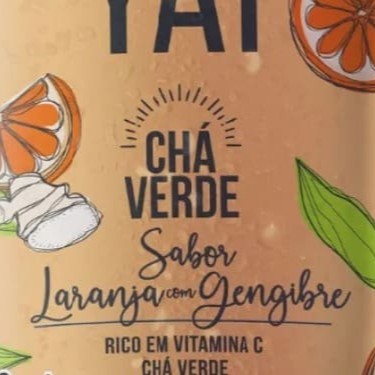 YAI
CHÁ
VERDE
Sabor
Laranja com Gengibre
RICO EM VITAMINA C
CHÁ VERDE